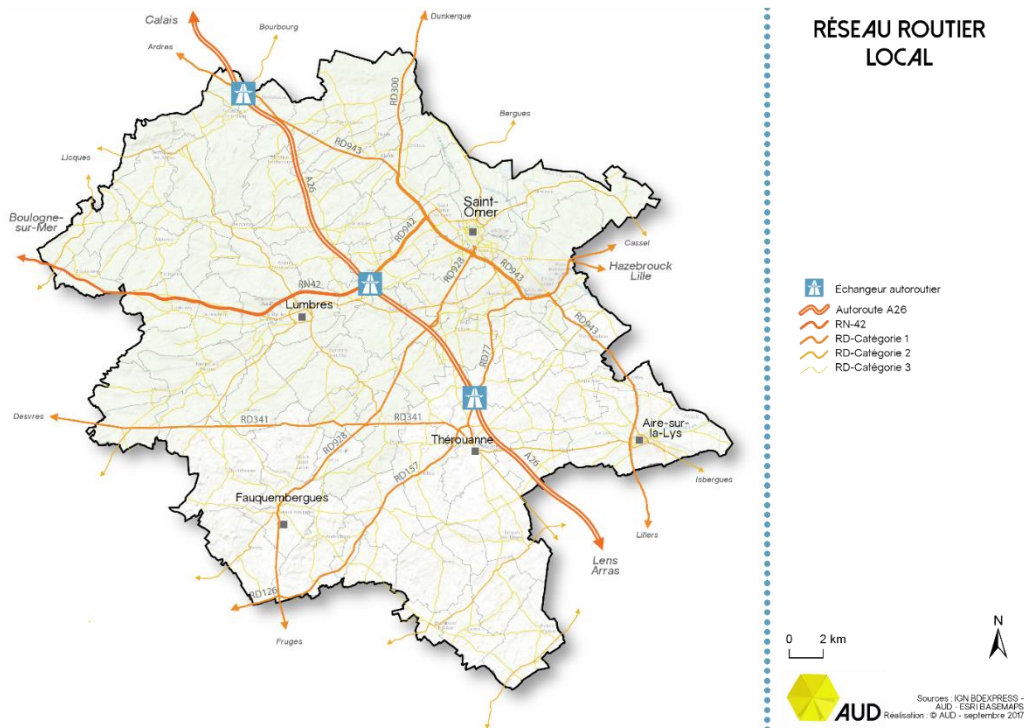 RÉSEAU ROUTIER
LOCAL
Calais
Bourbourg
Dunkerque
Ardres
RD300
Bergues
RD943
Licques
A26
Saint-
Omer
Boulogne-
sur-Mer
RD942
Cassel
RD928
Hazebrouck
Lille
RD943
RN42
Lumbres
RD943
RD77
Desvres
RD341
RD341
Aire-sur-
la-Lys
RD928
Thérouanne
A26
Isbergues
RD157
Fauquembergues
Lillers
Lens
Arras
RD126
Fruges
Échangeur autoroutier
Autoroute A26
RN-42
RD-Catégorie 1
RD-Catégorie 2
RD-Catégorie 3
N
0 2 km
AUD
Sources : IGN BDEXPRESS -
AUD - ESRI BASEMAPS
Réalisation : © AUD - septembre 2017